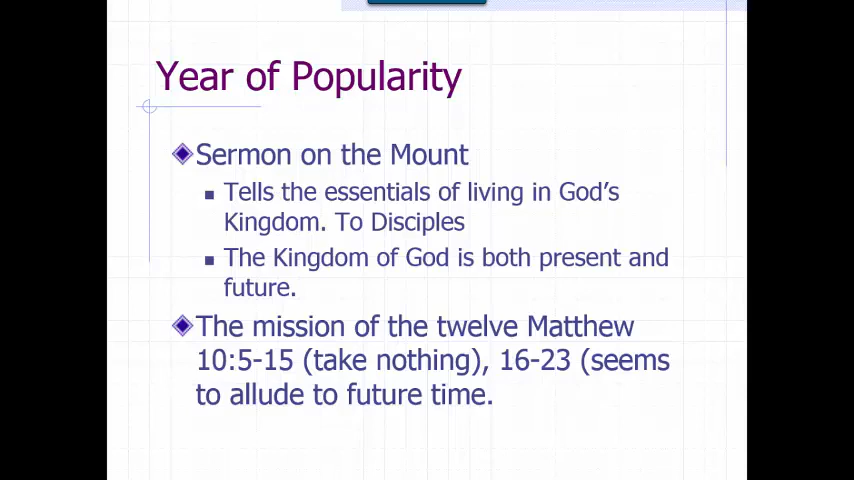 Year of Popularity
Sermon on the Mount
Tells the essentials of living in God’s
Kingdom. To Disciples
The Kingdom of God is both present and
future.
The mission of the twelve Matthew
10:5-15 (take nothing), 16-23 (seems
to allude to future time.